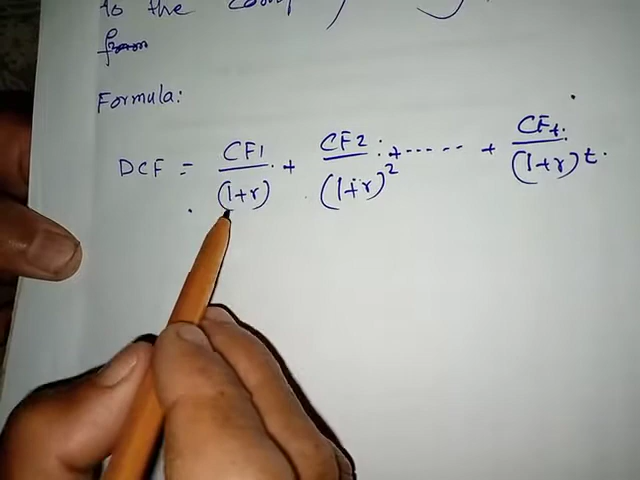 to the
Formula:
DCF = CF1/(1+r) + CF2/(1+r)^2 + ...... + CFt/(1+r)^t